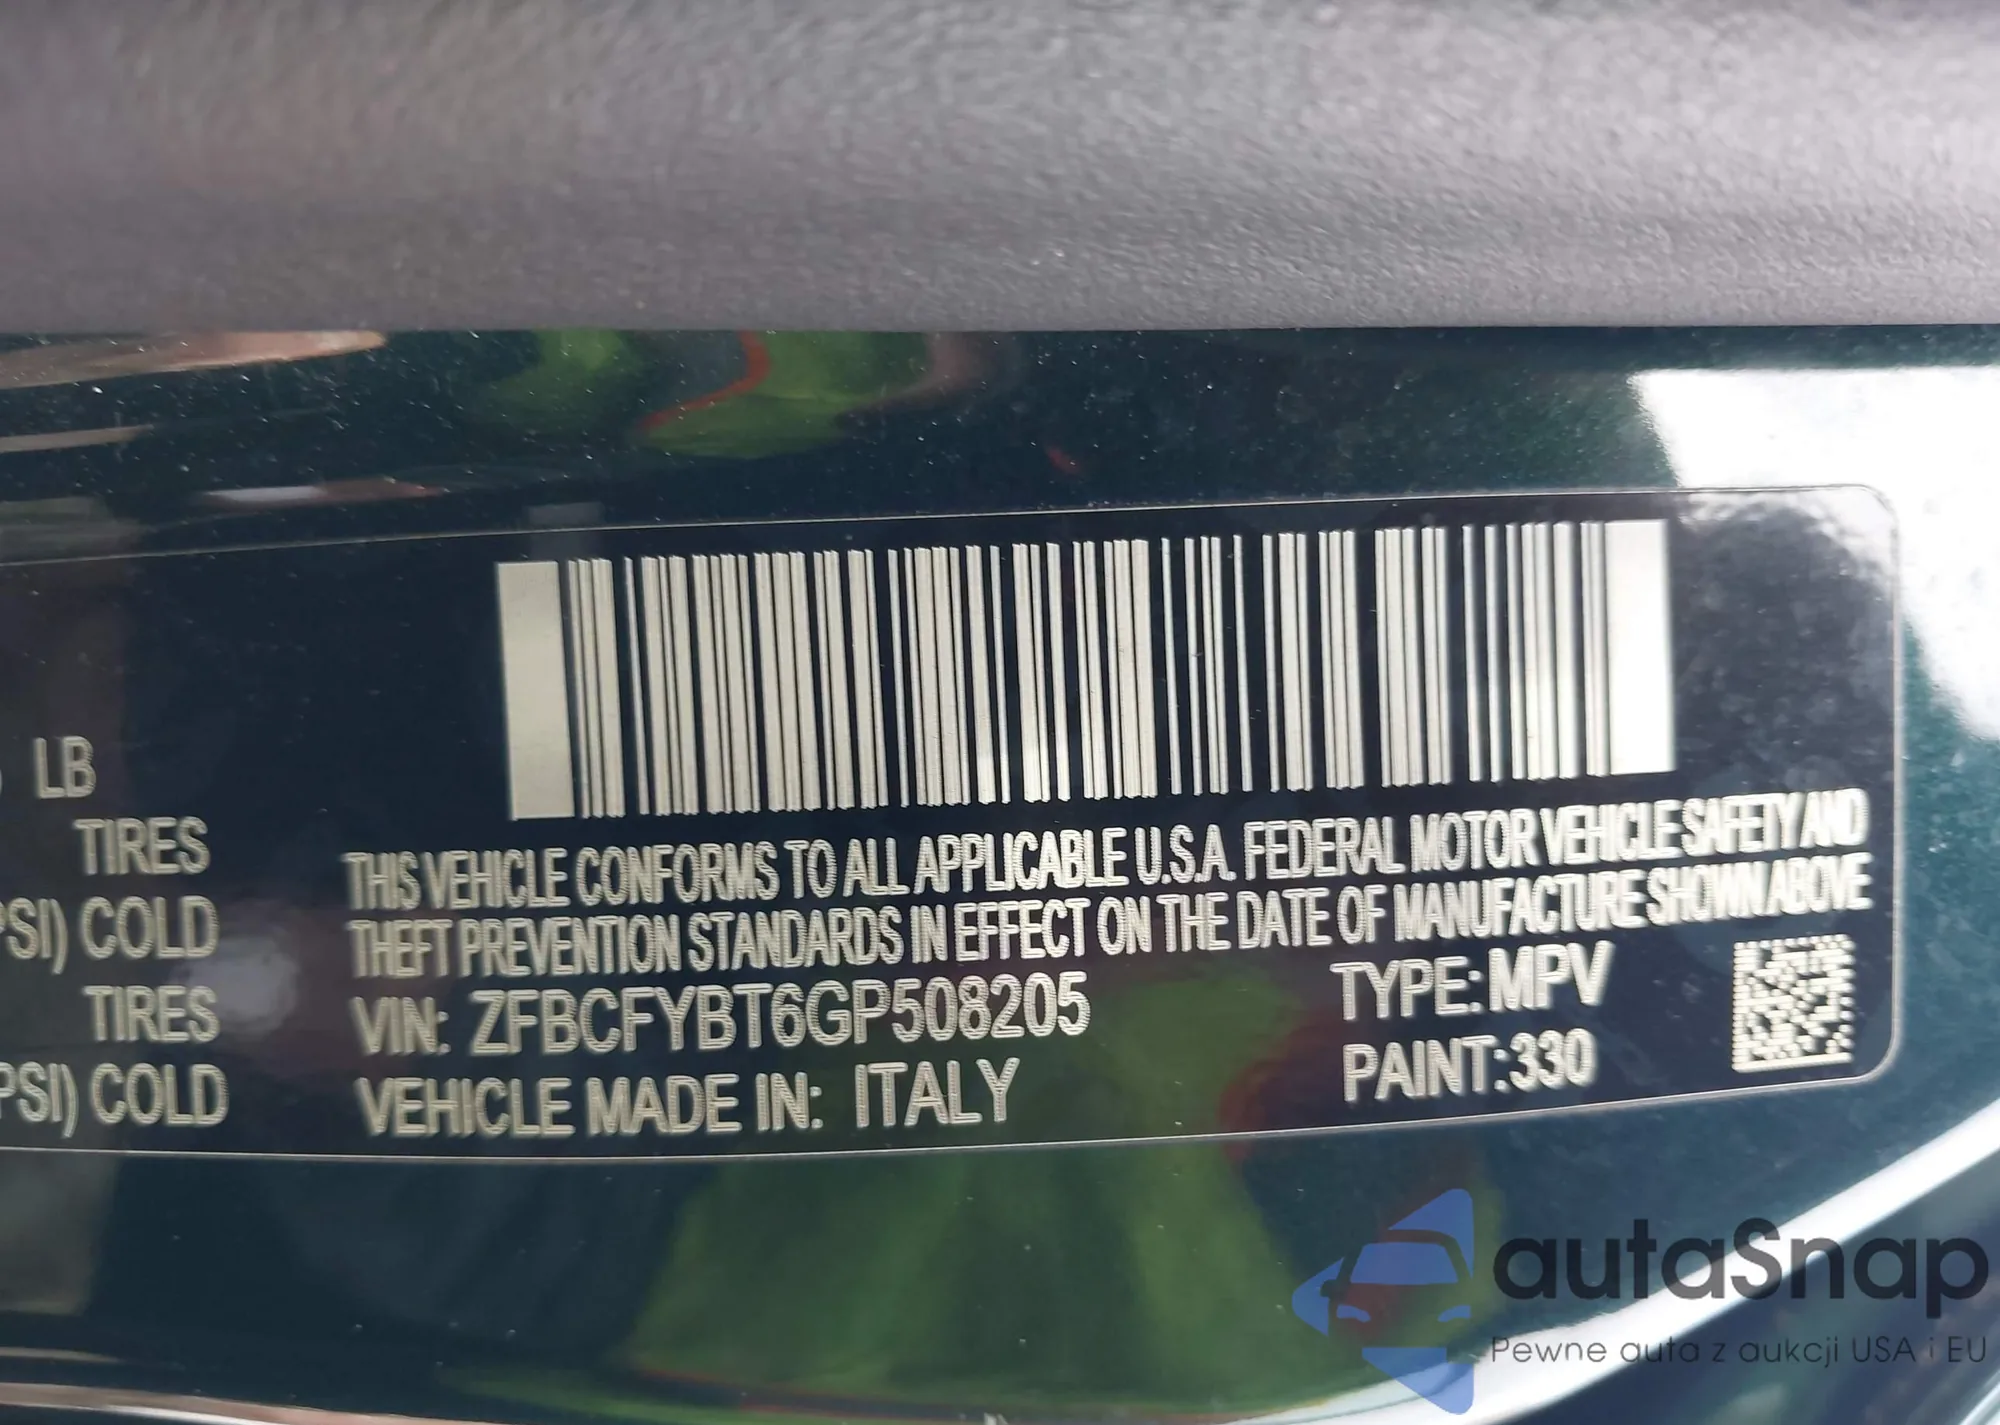 LB
TIRES
PSI) COLD
TIRES
PSI) COLD
THIS VEHICLE CONFORMS TO ALL APPLICABLE U.S.A. FEDERAL MOTOR VEHICLE SAFETY AND
THEFT PREVENTION STANDARDS IN EFFECT ON THE DATE OF MANUFACTURE SHOWN ABOVE
VIN: ZFBCFYBT6GP508205 TYPE: MPV
VEHICLE MADE IN: ITALY PAINT: 330
autaSnap
Pewne auta z aukcji USA i EU